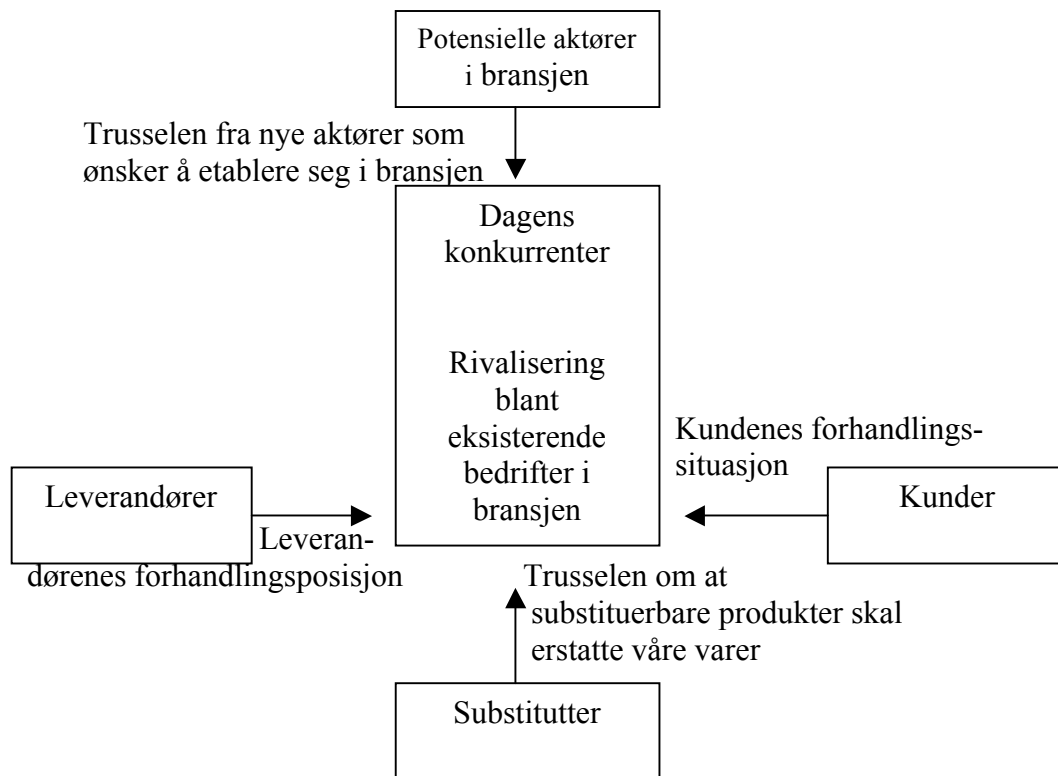 Potensielle aktører
i bransjen
Trusselen fra nye aktører som
ønsker å etablere seg i bransjen
Dagens
konkurrenter
Rivalisering
blant
eksisterende
bedrifter i
bransjen
Kundenes forhandlings-
situasjon
Leverandører
Kunder
Leveran-
dørenes forhandlingsposisjon
Trusselen om at
substituerbare produkter skal
erstatte våre varer
Substitutter